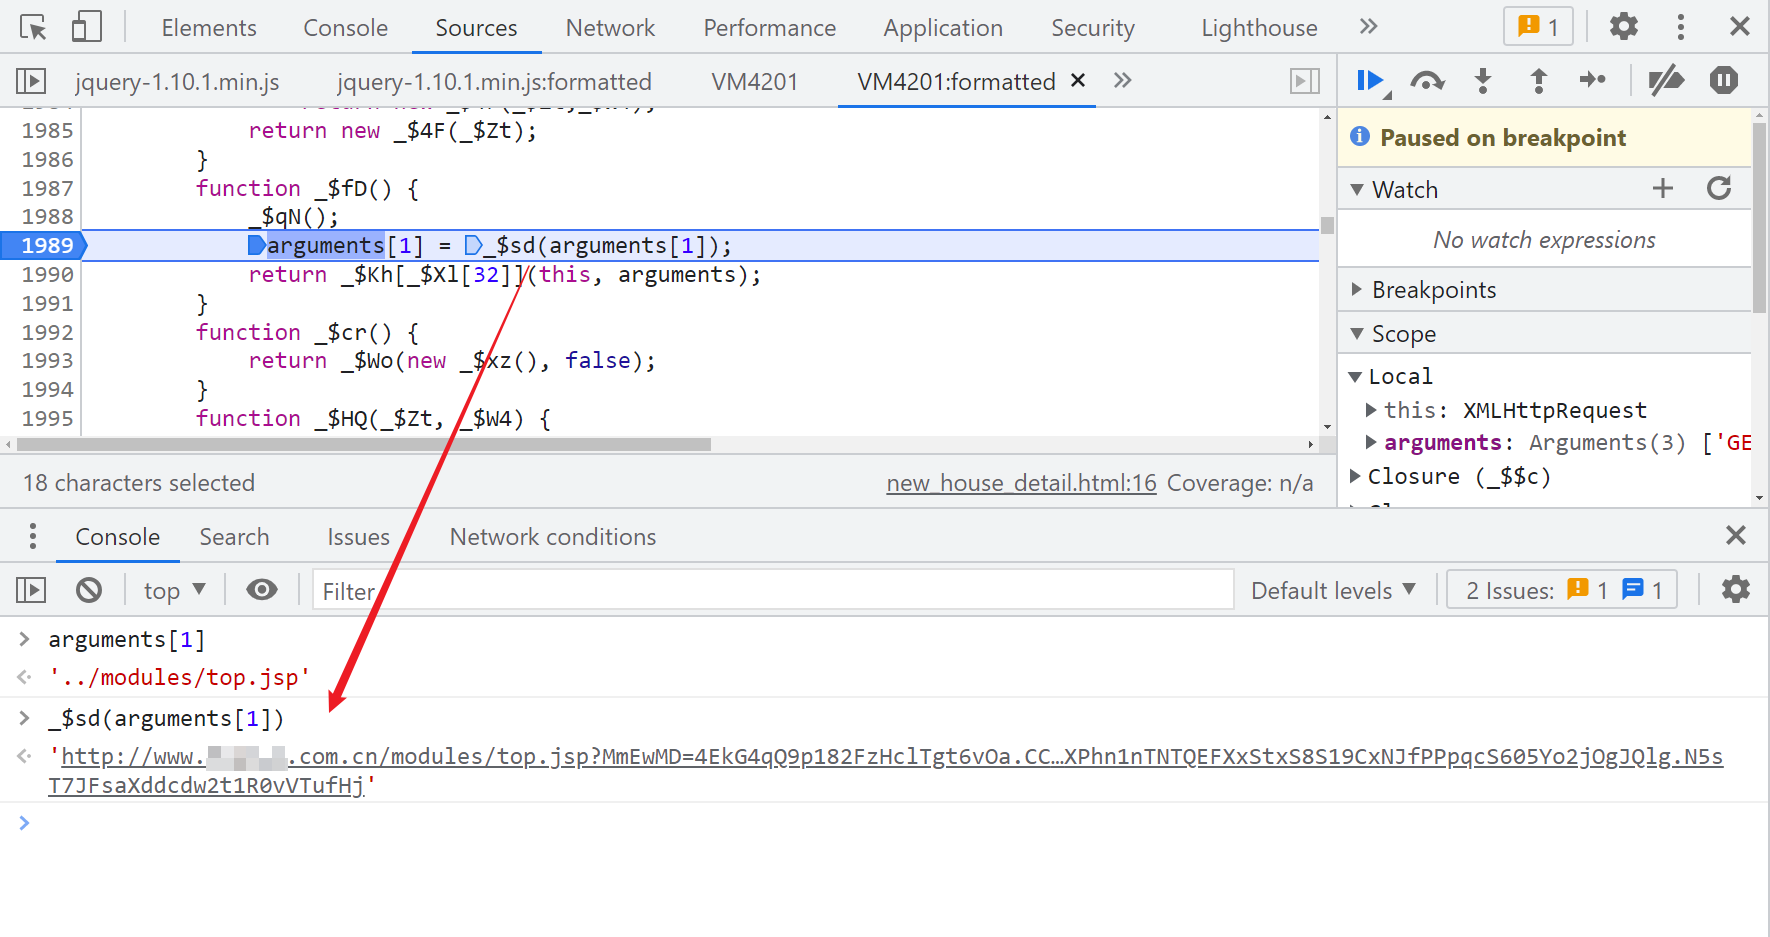 Elements Console Sources Network Performance Application Security Lighthouse 1
jquery-1.10.1.min.js jquery-1.10.1.min.js:formatted VM4201 VM4201:formatted
1985 return new _$4F(_$Zt);
1986 }
1987 function _$fD() {
1988 _$qN();
1989 arguments[1] = _$sd(arguments[1]);
1990 return _$Kh[_$Xl[32]](this, arguments);
1991 }
1992 function _$cr() {
1993 return _$Wo(new _$xz(), false);
1994 }
1995 function _$HQ(_$Zt, _$W4) {
18 characters selected new_house_detail.html:16 Coverage: n/a
Paused on breakpoint
Watch
No watch expressions
Breakpoints
Scope
Local
this: XMLHttpRequest
arguments: Arguments(3) ['GE
Closure (_$$c)
Console Search Issues Network conditions
top Filter Default levels 2 Issues: 1 1
arguments[1]
'../modules/top.jsp'
_$sd(arguments[1])
'http://www. .com.cn/modules/top.jsp?MmEwMD=4EkG4qQ9p182FzHclTgt6vOa.CC…XPhn1nTNTQEFXxStxS8S19CxNJfPPpqcS605Yo2jOgJQlg.N5s
T7JFsaXddcdw2t1R0vVTufHj'